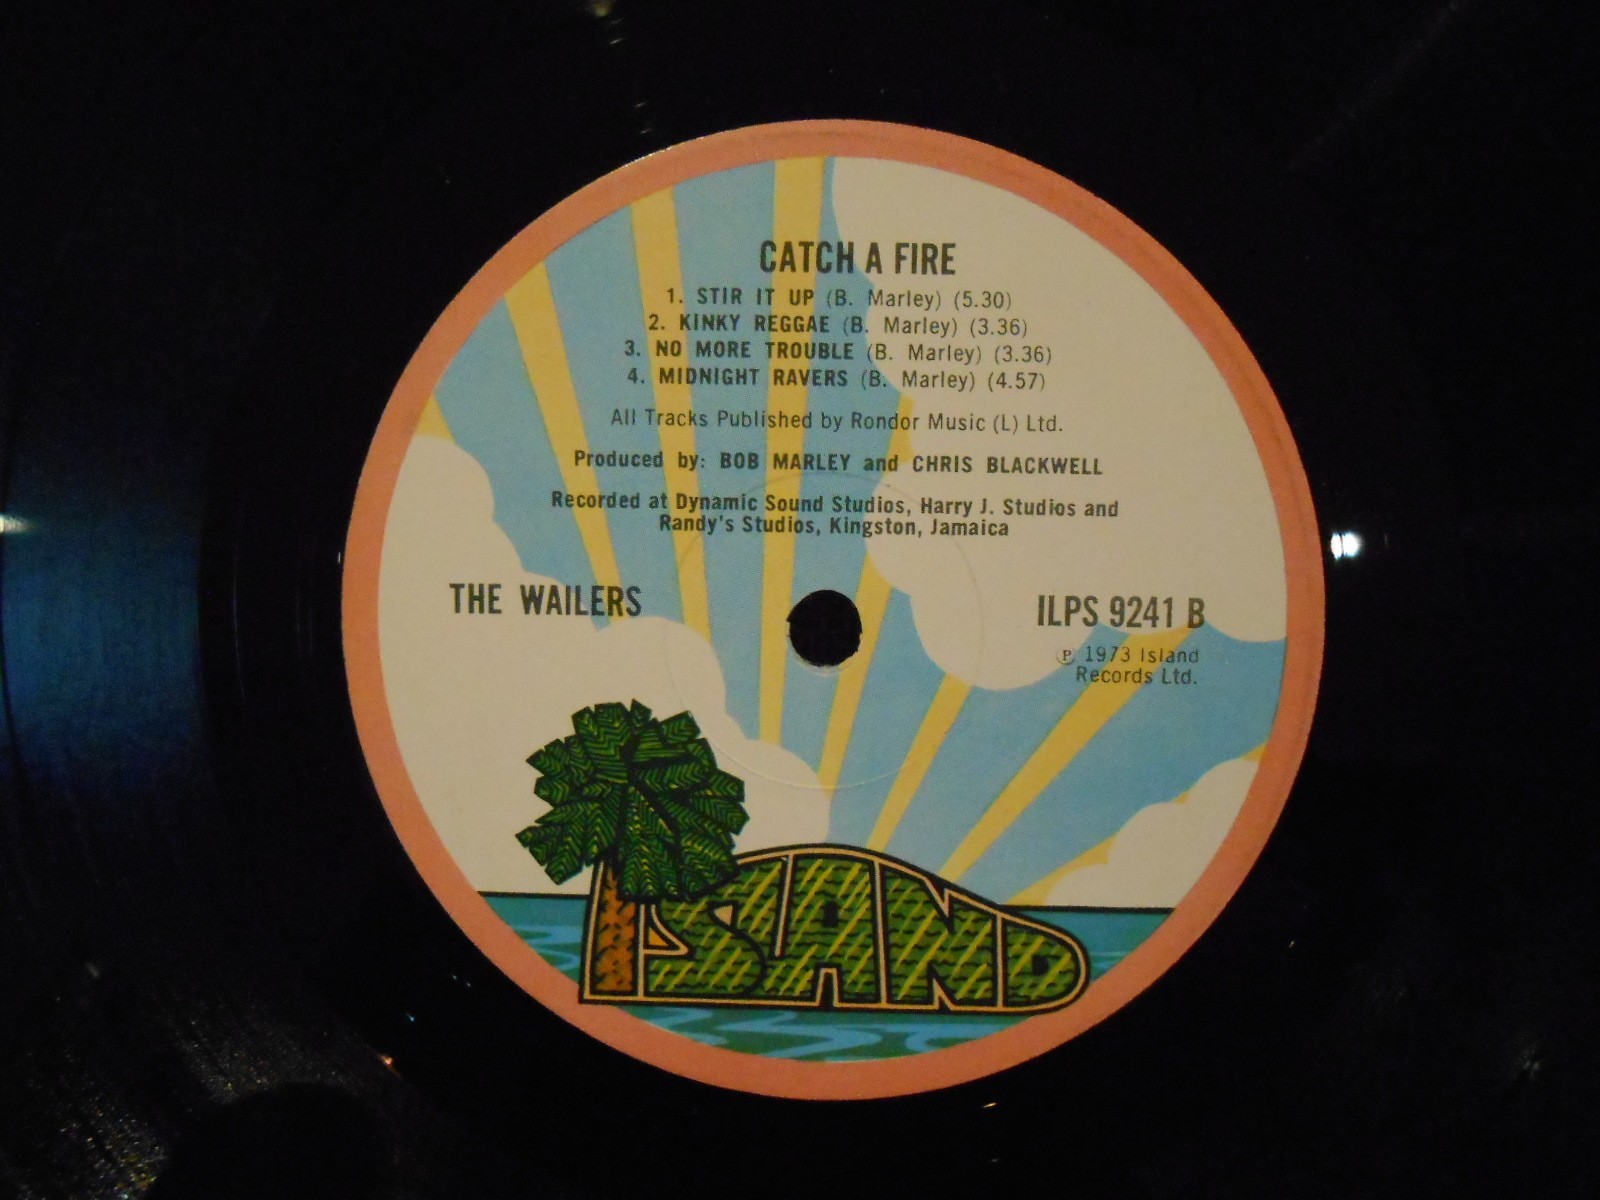 CATCH A FIRE
1. STIR IT UP (B. Marley) (5.30)
2. KINKY REGGAE (B. Marley) (3.36)
3. NO MORE TROUBLE (B. Marley) (3.36)
4. MIDNIGHT RAVERS (B. Marley) (4.57)
All Tracks Published by Rondor Music (L) Ltd.
Produced by: BOB MARLEY and CHRIS BLACKWELL
Recorded at Dynamic Sound Studios, Harry J. Studios and
Randy's Studios, Kingston, Jamaica
THE WAILERS
ILPS 9241 B
℗ 1973 Island
Records Ltd.
ISLAND